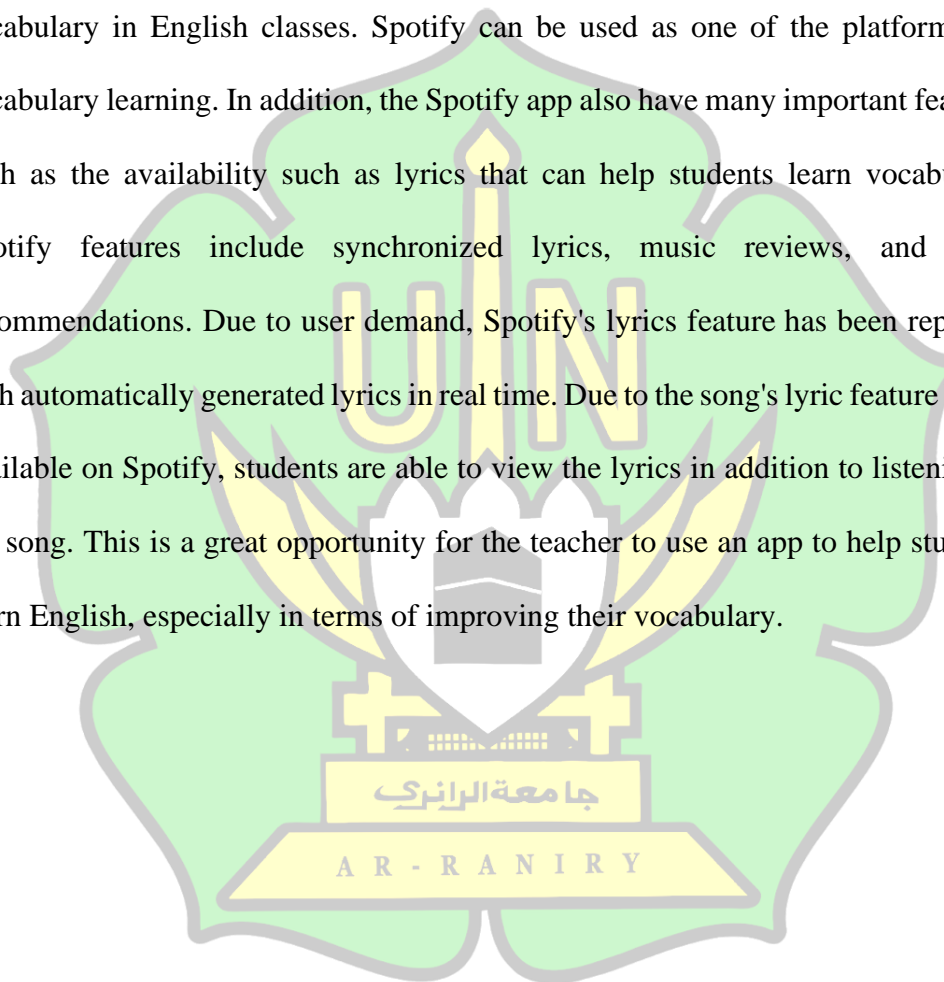 cabulary in English classes. Spotify can be used as one of the platform
cabulary learning. In addition, the Spotify app also have many important fea
h as the availability such as lyrics that can help students learn vocabu
otify features include synchronized lyrics, music reviews, and
ommendations. Due to user demand, Spotify's lyrics feature has been rep
h automatically generated lyrics in real time. Due to the song's lyric feature
ilable on Spotify, students are able to view the lyrics in addition to listeni
song. This is a great opportunity for the teacher to use an app to help stu
rn English, especially in terms of improving their vocabulary.
UIN
جامعةالرانري
AR-RANIRY